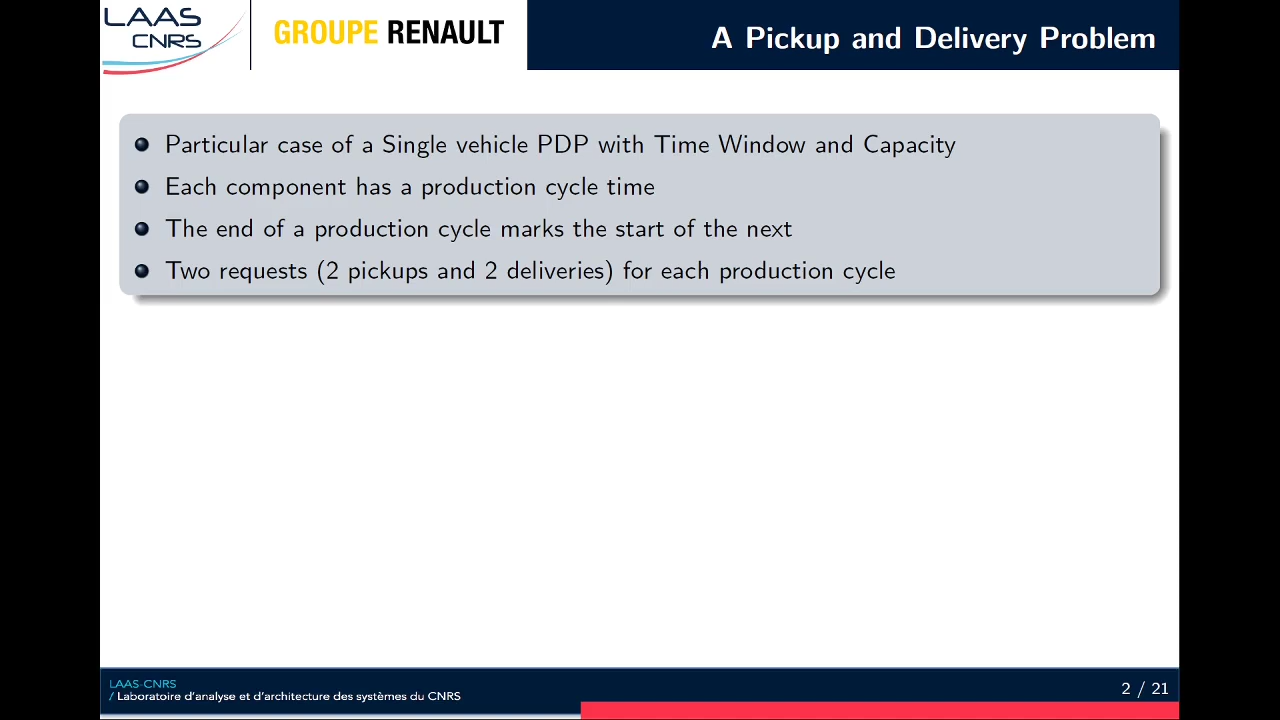 LAAS
CNRS
GROUPE RENAULT
A Pickup and Delivery Problem
Particular case of a Single vehicle PDP with Time Window and Capacity
Each component has a production cycle time
The end of a production cycle marks the start of the next
Two requests (2 pickups and 2 deliveries) for each production cycle
LAAS-CNRS
/ Laboratoire d'analyse et d'architecture des systèmes du CNRS
2 / 21